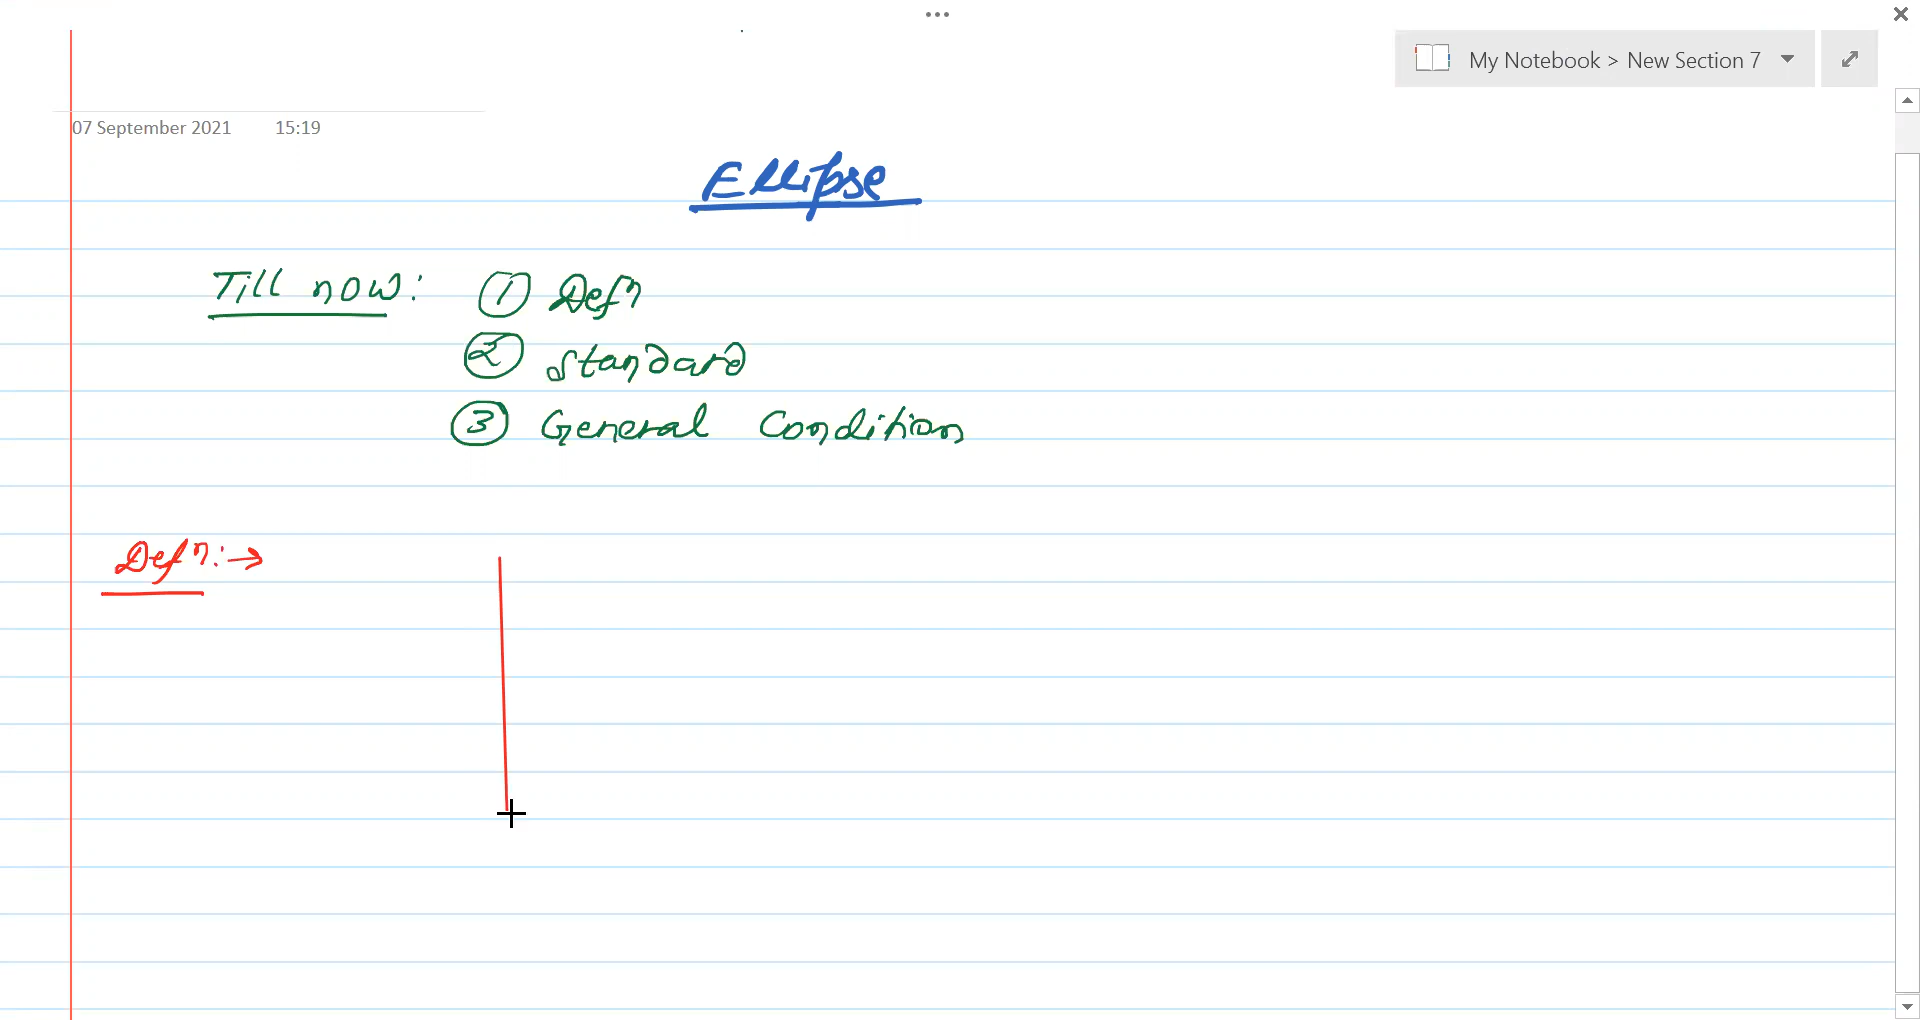 My Notebook > New Section 7
07 September 2021 15:19
Ellipse
Till now: ① Defn
② Standard
③ General Condition
Defn:→